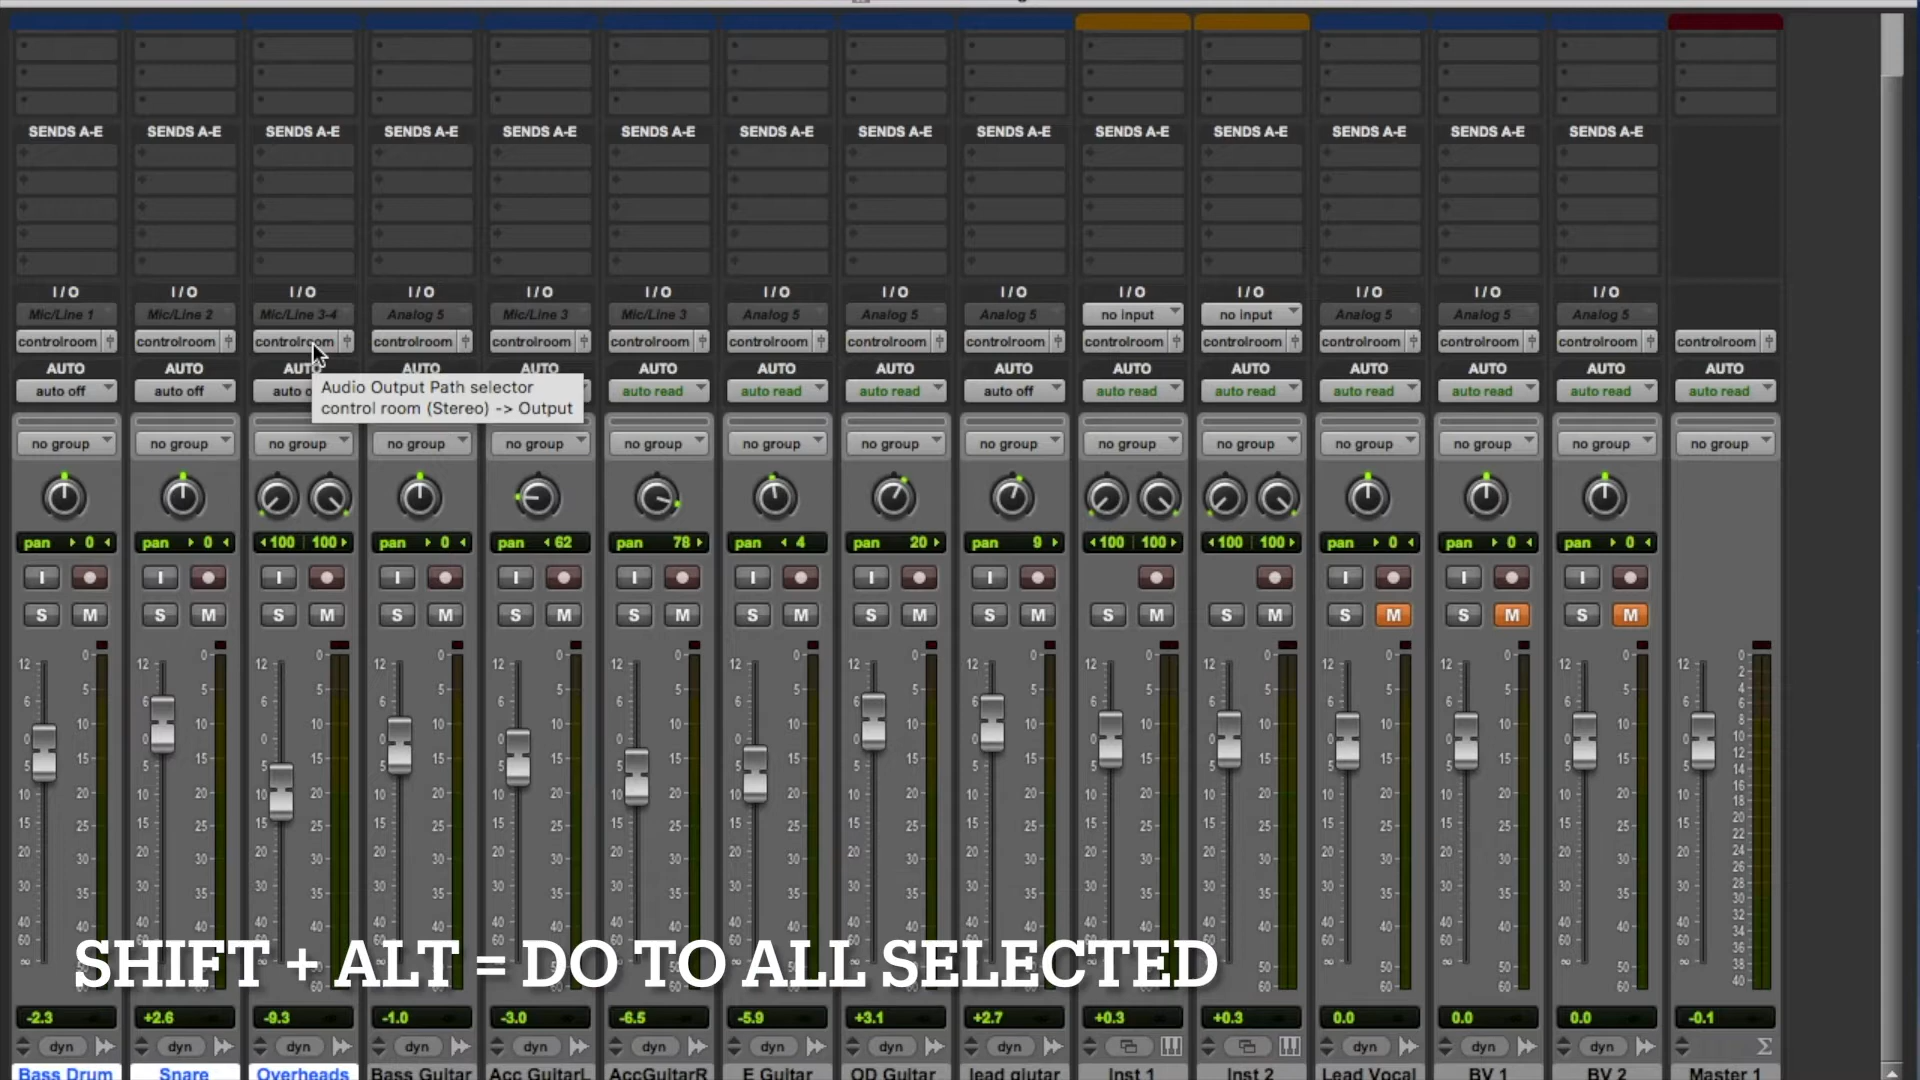 SENDS A-E SENDS A-E SENDS A-E SENDS A-E SENDS A-E SENDS A-E SENDS A-E SENDS A-E SENDS A-E SENDS A-E SENDS A-E SENDS A-E SENDS A-E SENDS A-E
I / O I / O I / O I / O I / O I / O I / O I / O I / O I / O I / O I / O I / O I / O
Mic/Line 1 Mic/Line 2 Mic/Line 3-4 Analog 5 Mic/Line 3 Mic/Line 3 Analog 5 Analog 5 Analog 5 no input no input Analog 5 Analog 5 Analog 5
controlroom controlroom controlroom controlroom controlroom controlroom controlroom controlroom controlroom controlroom controlroom controlroom controlroom controlroom controlroom
AUTO AUTO AUTO AUTO AUTO AUTO AUTO AUTO AUTO AUTO AUTO AUTO AUTO AUTO
auto off auto off auto read auto read auto read auto off auto read auto read auto read auto read auto read auto read
Audio Output Path selector
control room (Stereo) -> Output
no group no group no group no group no group no group no group no group no group no group no group no group no group no group no group
pan 0 pan 0 100 100 pan 0 pan 62 pan 78 pan 4 pan 20 pan 9 100 100 100 100 pan 0 pan 0 pan 0
I I I I I I I I I I I I
S M S M S M S M S M S M S M S M S M S M S M S M S M S M
SHIFT + ALT = DO TO ALL SELECTED
-2.3 +2.6 -9.3 -1.0 -3.0 -6.5 -5.9 +3.1 +2.7 +0.3 +0.3 0.0 0.0 0.0 -0.1
dyn dyn dyn dyn dyn dyn dyn dyn dyn dyn dyn dyn Σ
Bass Drum Snare Overheads Bass Guitar Acc GuitarL AccGuitarR E Guitar OD Guitar lead giutar Inst 1 Inst 2 Lead Vocal BV 1 BV 2 Master 1